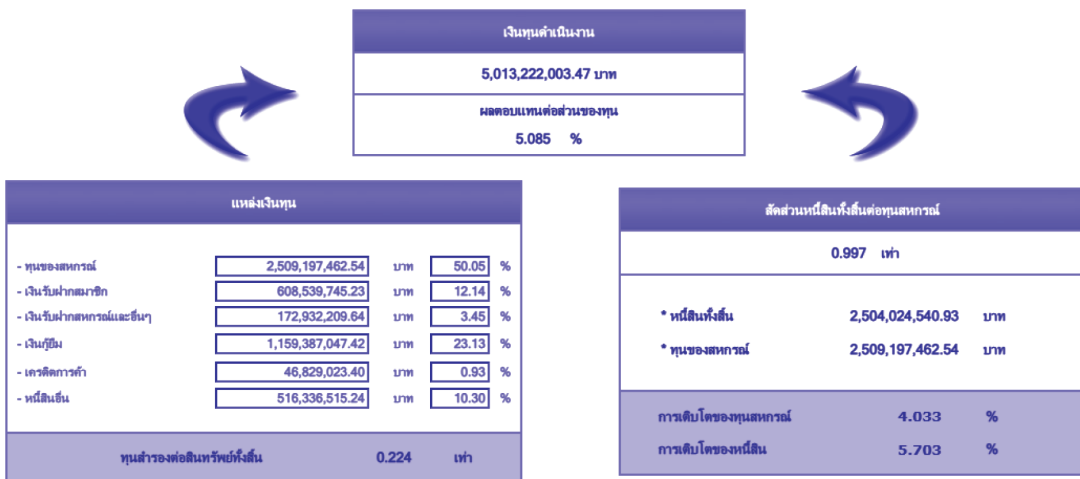 เงินทุนดำเนินงาน
5,013,222,003.47 บาท
ผลตอบแทนต่อส่วนของทุน
5.085 %
แหล่งเงินทุน
- ทุนของสหกรณ์ 2,509,197,462.54 บาท 50.05 %
- เงินรับฝากสมาชิก 608,539,745.23 บาท 12.14 %
- เงินรับฝากสหกรณ์และอื่นๆ 172,932,209.64 บาท 3.45 %
- เงินกู้ยืม 1,159,387,047.42 บาท 23.13 %
- เครดิตการค้า 46,829,023.40 บาท 0.93 %
- หนี้สินอื่น 516,336,515.24 บาท 10.30 %
ทุนสำรองต่อสินทรัพย์ทั้งสิ้น 0.224 เท่า
สัดส่วนหนี้สินทั้งสิ้นต่อทุนสหกรณ์
0.997 เท่า
* หนี้สินทั้งสิ้น 2,504,024,540.93 บาท
* ทุนของสหกรณ์ 2,509,197,462.54 บาท
การเติบโตของทุนสหกรณ์ 4.033 %
การเติบโตของหนี้สิน 5.703 %